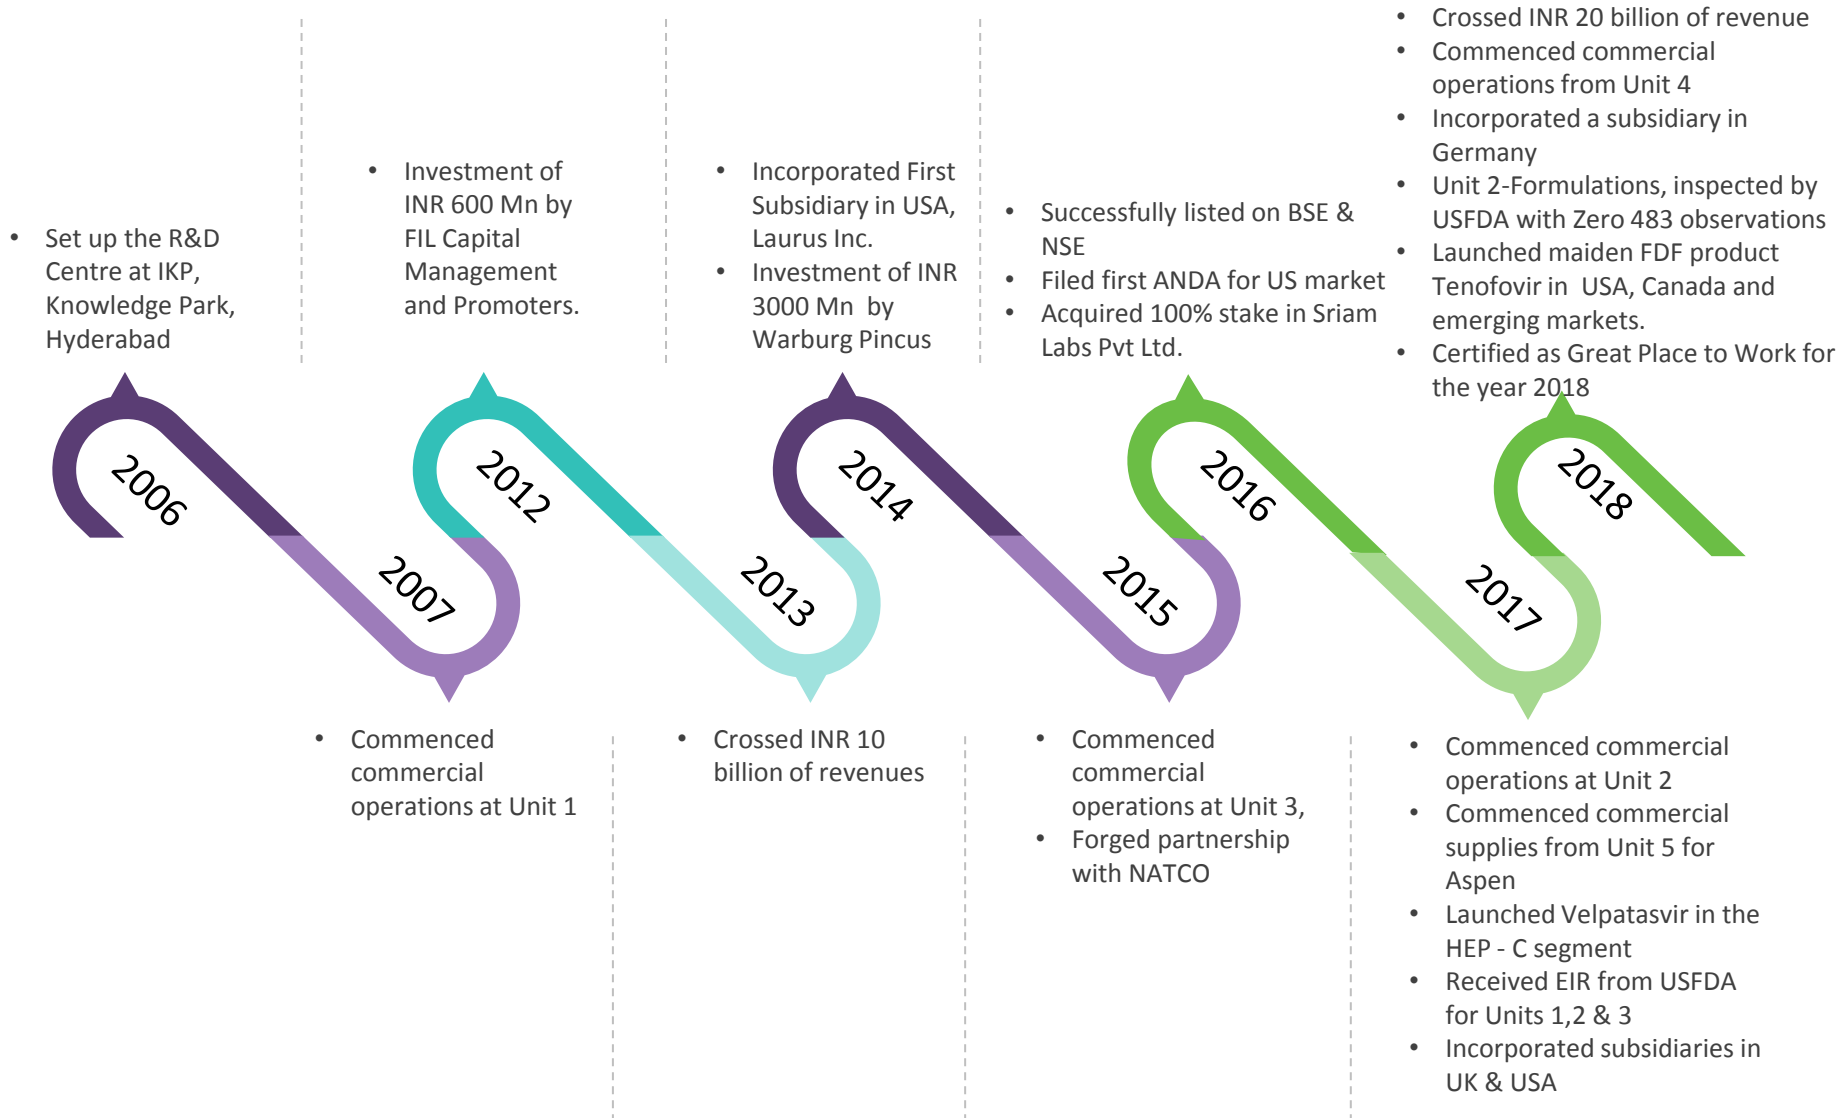 • Set up the R&D
Centre at IKP,
Knowledge Park,
Hyderabad
2006
2007
• Commenced
commercial
operations at Unit 1
• Investment of
INR 600 Mn by
FIL Capital
Management
and Promoters.
2012
2013
• Crossed INR 10
billion of revenues
• Incorporated First
Subsidiary in USA,
Laurus Inc.
• Investment of INR
3000 Mn by
Warburg Pincus
2014
2015
• Commenced
commercial
operations at Unit 3,
• Forged partnership
with NATCO
• Successfully listed on BSE &
NSE
• Filed first ANDA for US market
• Acquired 100% stake in Sriam
Labs Pvt Ltd.
2016
2017
• Commenced commercial
operations at Unit 2
• Commenced commercial
supplies from Unit 5 for
Aspen
• Launched Velpatasvir in the
HEP - C segment
• Received EIR from USFDA
for Units 1,2 & 3
• Incorporated subsidiaries in
UK & USA
• Crossed INR 20 billion of revenue
• Commenced commercial
operations from Unit 4
• Incorporated a subsidiary in
Germany
• Unit 2-Formulations, inspected by
USFDA with Zero 483 observations
• Launched maiden FDF product
Tenofovir in USA, Canada and
emerging markets.
• Certified as Great Place to Work for
the year 2018
2018